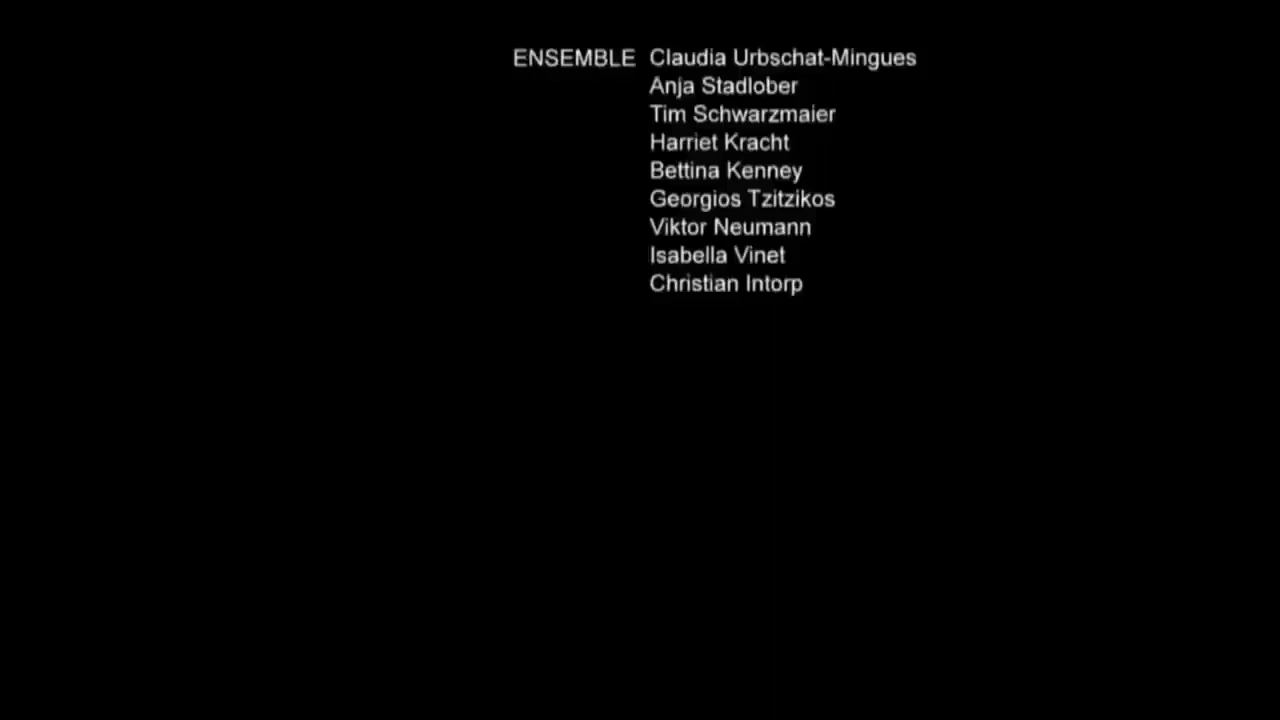 ENSEMBLE Claudia Urbschat-Mingues
Anja Stadlober
Tim Schwarzmaier
Harriet Kracht
Bettina Kenney
Georgios Tzitzikos
Viktor Neumann
Isabella Vinet
Christian Intorp